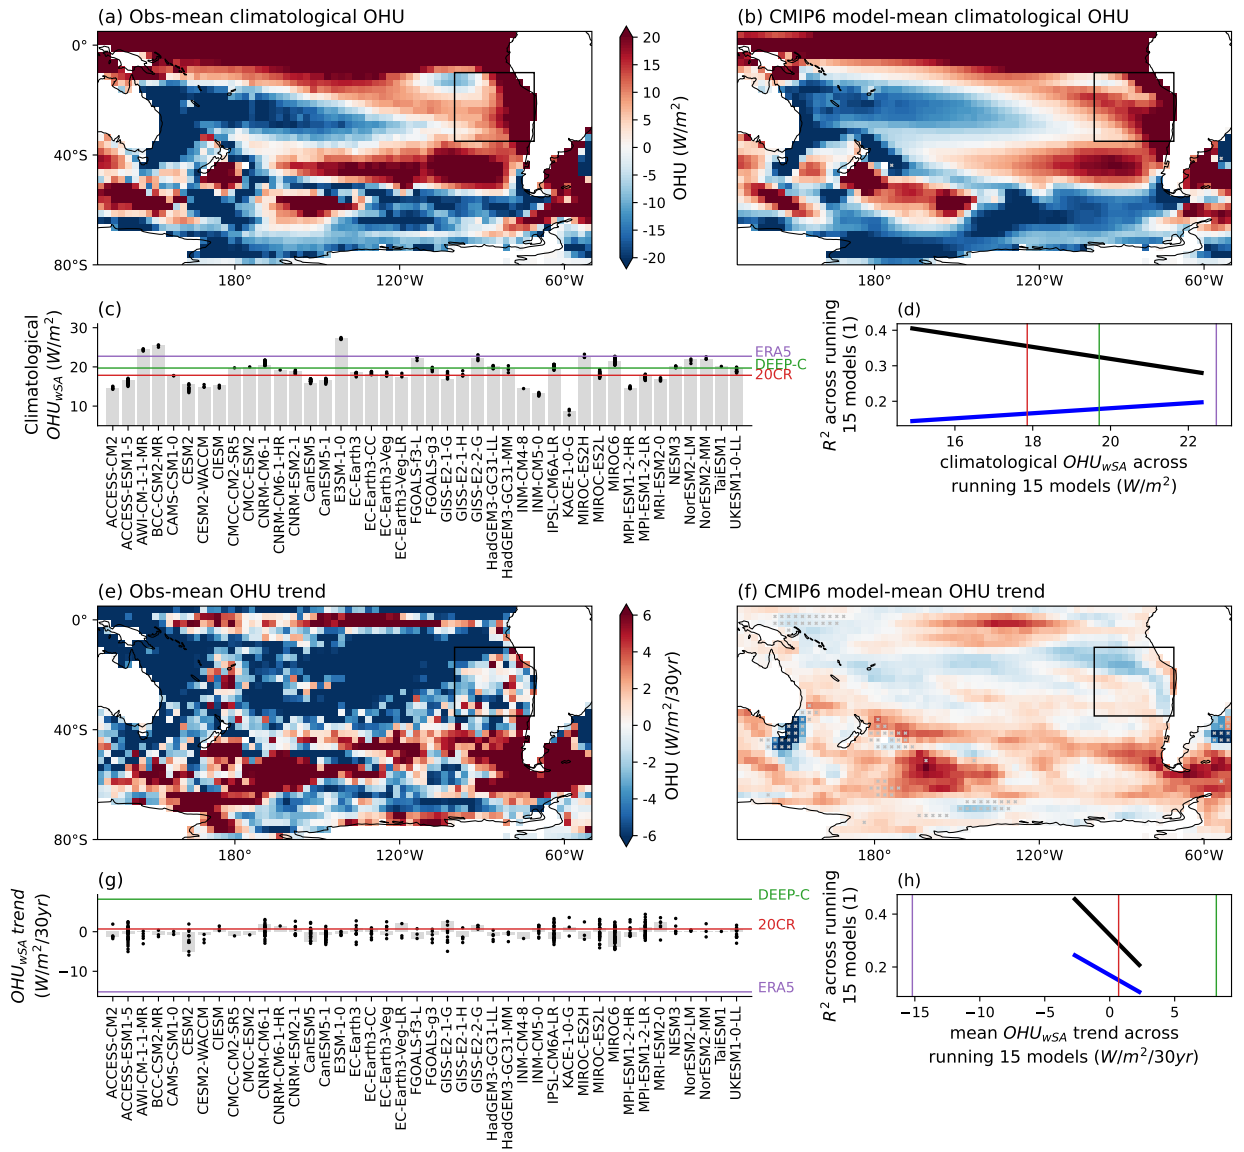 (a) Obs-mean climatological OHU
(b) CMIP6 model-mean climatological OHU
0°
40°S
80°S
180°
120°W
60°W
20
15
10
5
0
-5
-10
-15
-20
OHU (W/m²)
180°
120°W
60°W
(c)
Climatological
OHU_wSA (W/m²)
30
20
10
ERA5
DEEP-C
20CR
ACCESS-CM2
ACCESS-ESM1-5
AWI-CM-1-1-MR
BCC-CSM2-MR
CAMS-CSM1-0
CESM2
CESM2-WACCM
CIESM
CMCC-CM2-SR5
CMCC-ESM2
CNRM-CM6-1
CNRM-CM6-1-HR
CNRM-ESM2-1
CanESM5
CanESM5-1
E3SM-1-0
EC-Earth3
EC-Earth3-CC
EC-Earth3-Veg
EC-Earth3-Veg-LR
FGOALS-f3-L
FGOALS-g3
GISS-E2-1-G
GISS-E2-1-H
GISS-E2-2-G
HadGEM3-GC31-LL
HadGEM3-GC31-MM
INM-CM4-8
INM-CM5-0
IPSL-CM6A-LR
KACE-1-0-G
MIROC-ES2H
MIROC-ES2L
MIROC6
MPI-ESM1-2-HR
MPI-ESM1-2-LR
MRI-ESM2-0
NESM3
NorESM2-LM
NorESM2-MM
TaiESM1
UKESM1-0-LL
(d)
R² across running
15 models (1)
0.4
0.3
0.2
16
18
20
22
climatological OHU_wSA across
running 15 models (W/m²)
(e) Obs-mean OHU trend
(f) CMIP6 model-mean OHU trend
0°
40°S
80°S
180°
120°W
60°W
6
4
2
0
-2
-4
-6
OHU (W/m²/30yr)
180°
120°W
60°W
(g)
OHU_wSA trend
(W/m²/30yr)
0
−10
DEEP-C
20CR
ERA5
ACCESS-CM2
ACCESS-ESM1-5
AWI-CM-1-1-MR
BCC-CSM2-MR
CAMS-CSM1-0
CESM2
CESM2-WACCM
CIESM
CMCC-CM2-SR5
CMCC-ESM2
CNRM-CM6-1
CNRM-CM6-1-HR
CNRM-ESM2-1
CanESM5
CanESM5-1
E3SM-1-0
EC-Earth3
EC-Earth3-CC
EC-Earth3-Veg
EC-Earth3-Veg-LR
FGOALS-f3-L
FGOALS-g3
GISS-E2-1-G
GISS-E2-1-H
GISS-E2-2-G
HadGEM3-GC31-LL
HadGEM3-GC31-MM
INM-CM4-8
INM-CM5-0
IPSL-CM6A-LR
KACE-1-0-G
MIROC-ES2H
MIROC-ES2L
MIROC6
MPI-ESM1-2-HR
MPI-ESM1-2-LR
MRI-ESM2-0
NESM3
NorESM2-LM
NorESM2-MM
TaiESM1
UKESM1-0-LL
(h)
R² across running
15 models (1)
0.4
0.2
−15
−10
−5
0
5
mean OHU_wSA trend across
running 15 models (W/m²/30yr)